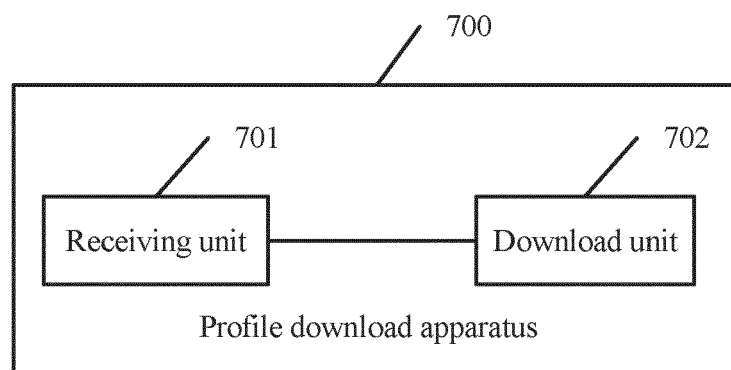 700
701
702
Receiving unit
Download unit
Profile download apparatus